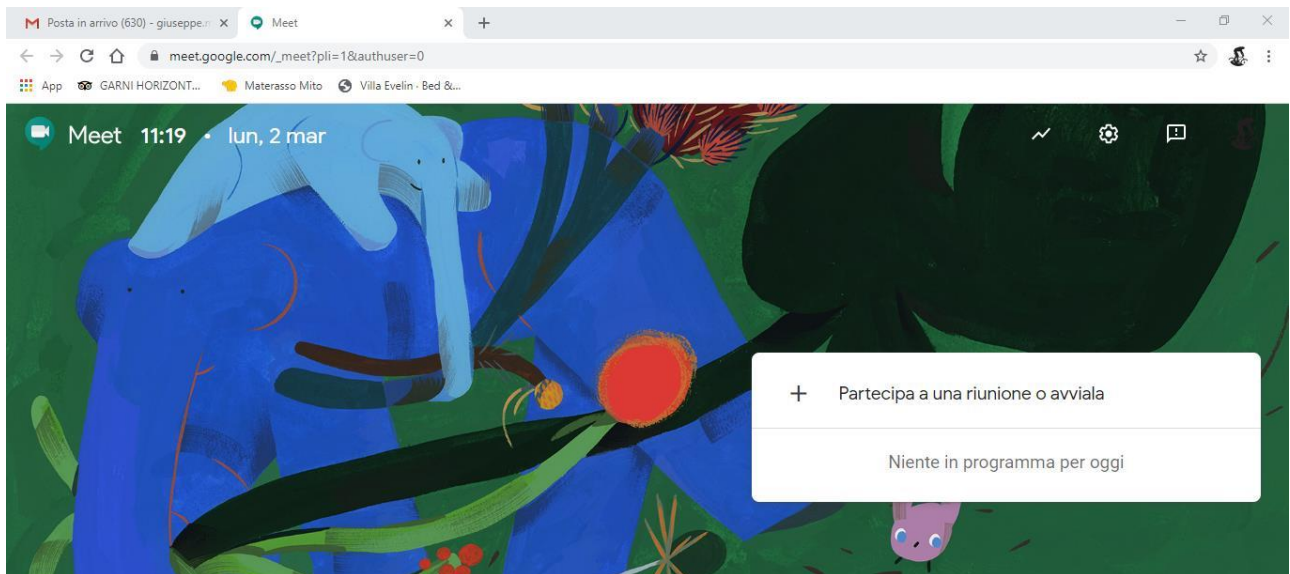 Posta in arrivo (630) - giuseppe.
Meet
meet.google.com/_meet?pli=1&authuser=0
App
GARNI HORIZONT...
Materasso Mito
Villa Evelin - Bed &...
Meet 11:19 • lun, 2 mar
Partecipa a una riunione o avviala
Niente in programma per oggi